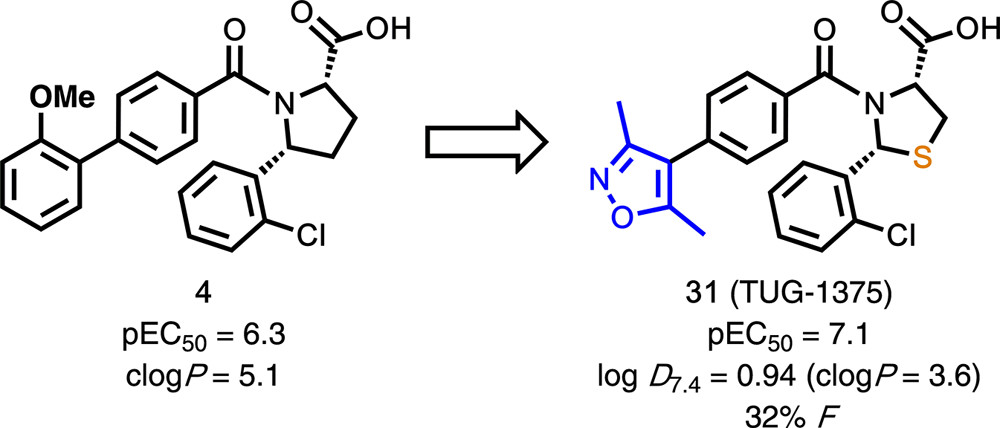 O
OH
O
N
OMe
Cl
4
pEC50 = 6.3
clogP = 5.1
O
OH
O
N
S
N
O
Cl
31 (TUG-1375)
pEC50 = 7.1
log D7.4 = 0.94 (clogP = 3.6)
32% F